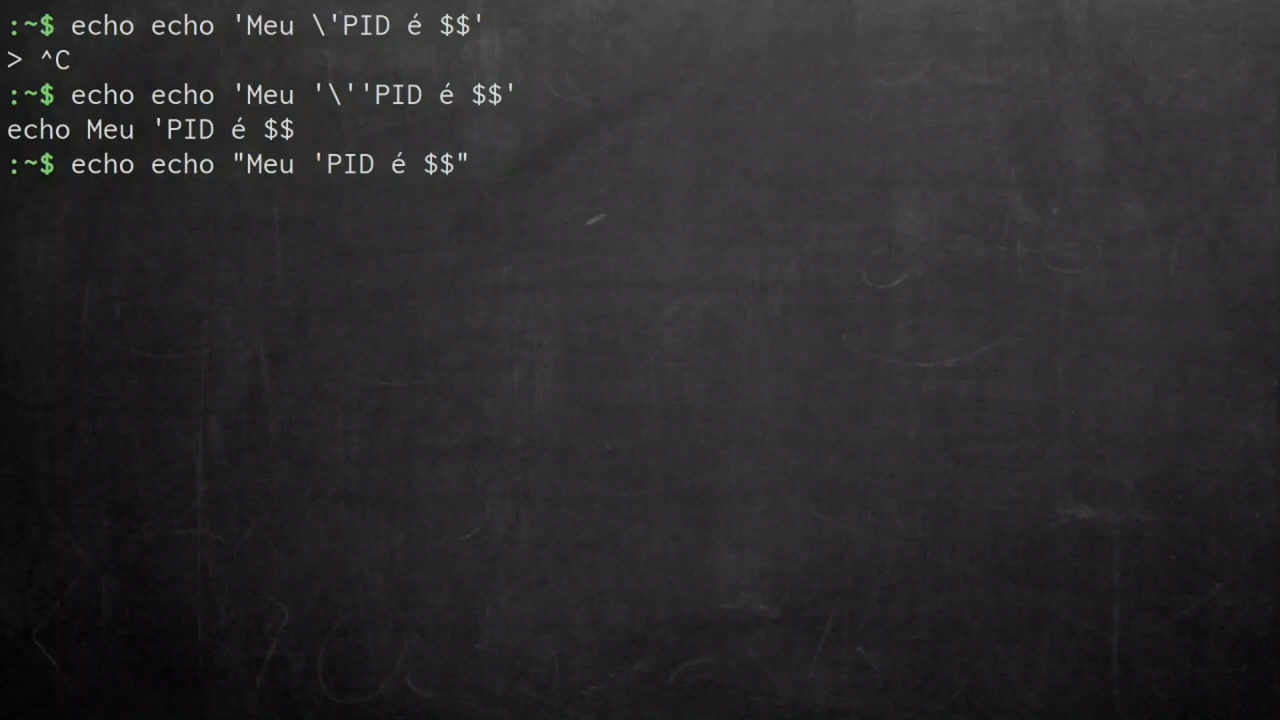 :~$ echo echo 'Meu \'PID é $$'
> ^C
:~$ echo echo 'Meu '\''PID é $$'
echo Meu 'PID é $$
:~$ echo echo "Meu 'PID é $$"